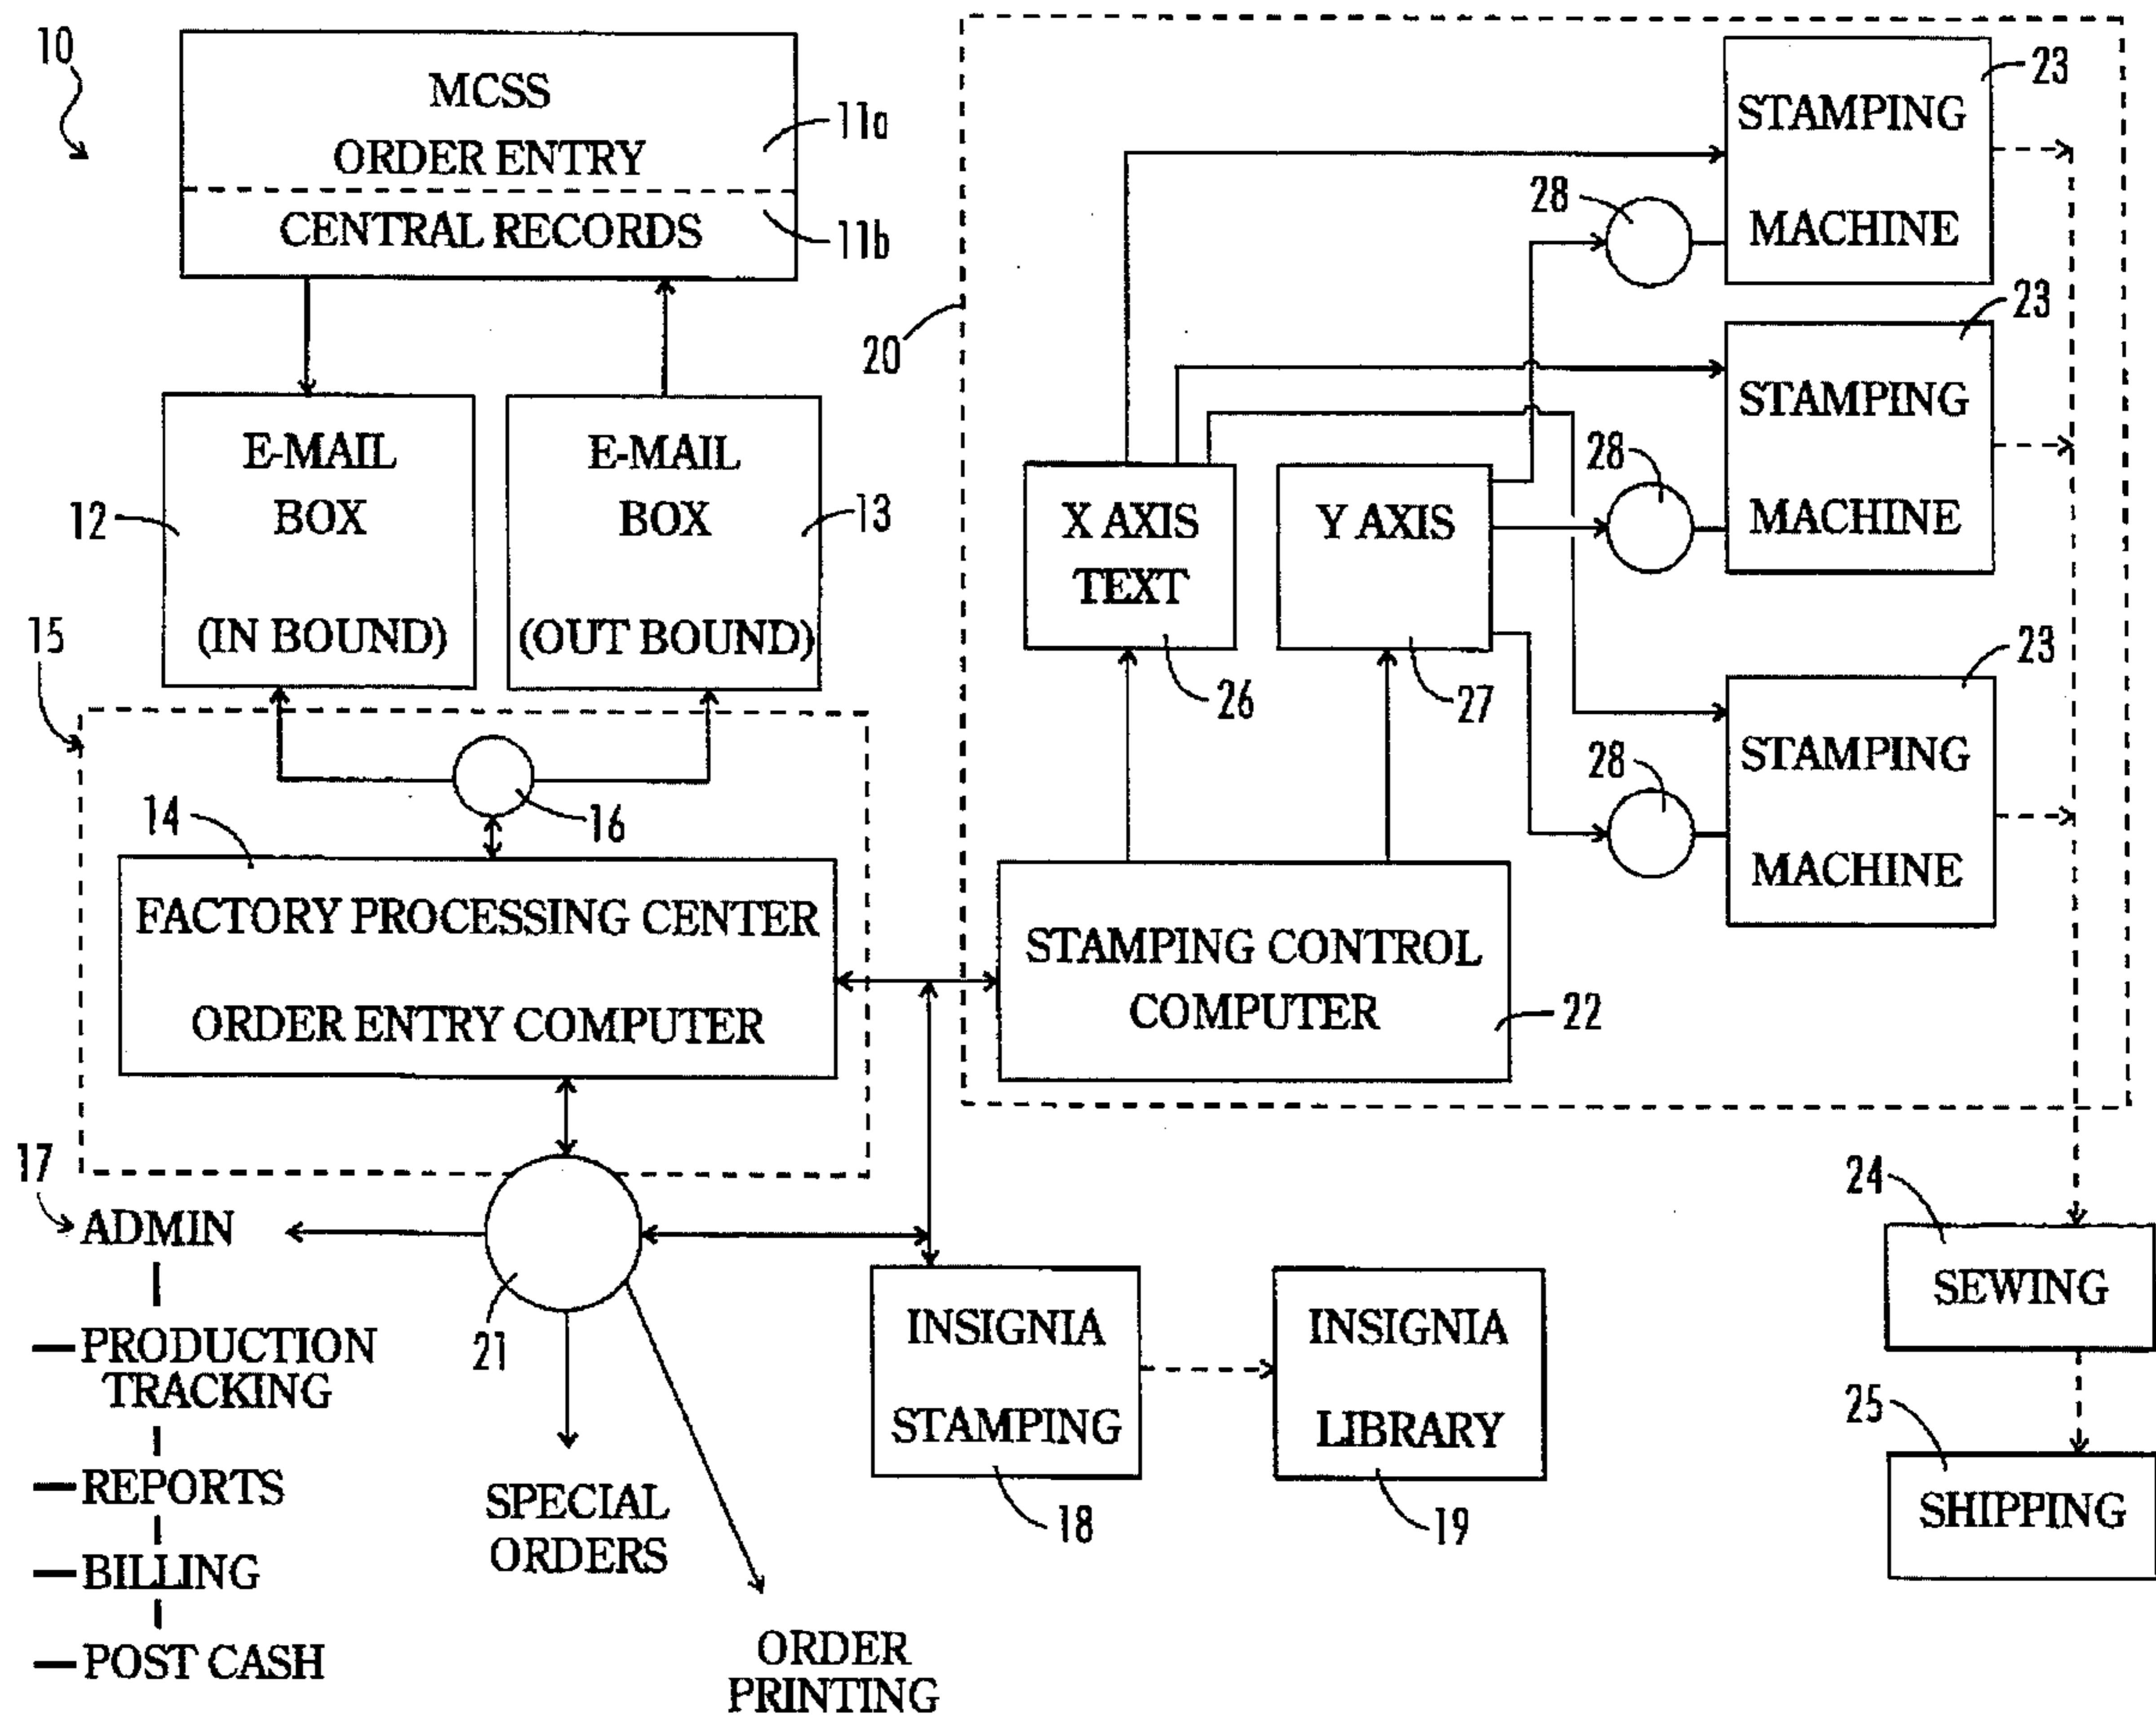 10
MCSS
ORDER ENTRY
11a
CENTRAL RECORDS
11b
E-MAIL
BOX
(IN BOUND)
12
E-MAIL
BOX
(OUT BOUND)
13
15
16
14
FACTORY PROCESSING CENTER
ORDER ENTRY COMPUTER
17
ADMIN
PRODUCTION
TRACKING
REPORTS
BILLING
POST CASH
21
SPECIAL
ORDERS
ORDER
PRINTING
INSIGNIA
STAMPING
18
INSIGNIA
LIBRARY
19
20
X AXIS
TEXT
26
Y AXIS
27
STAMPING CONTROL
COMPUTER
22
28
STAMPING
MACHINE
23
28
STAMPING
MACHINE
23
28
STAMPING
MACHINE
23
24
SEWING
25
SHIPPING